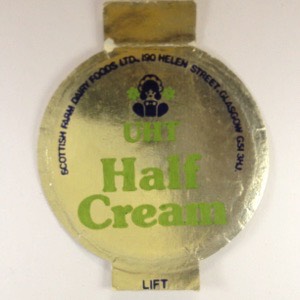 SCOTTISH FARM DAIRY FOODS LTD., 190 HELEN STREET, GLASGOW G51 3HJ.
UHT
Half
Cream
LIFT